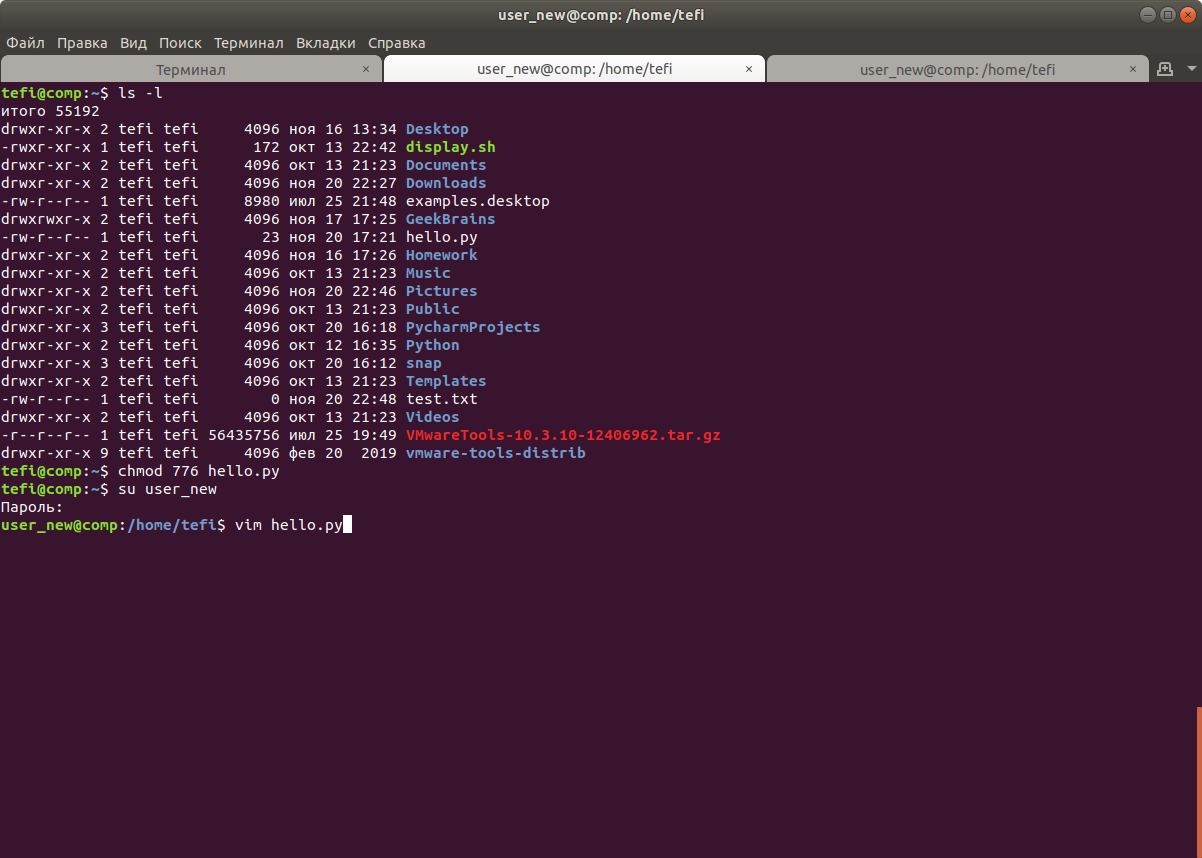 user_new@comp: /home/tefi
Файл Правка Вид Поиск Терминал Вкладки Справка
Терминал × user_new@comp: /home/tefi × user_new@comp: /home/tefi ×
tefi@comp:~$ ls -l
итого 55192
drwxr-xr-x 2 tefi tefi     4096 ноя 16 13:34 Desktop
-rwxr-xr-x 1 tefi tefi      172 окт 13 22:42 display.sh
drwxr-xr-x 2 tefi tefi     4096 окт 13 21:23 Documents
drwxr-xr-x 2 tefi tefi     4096 ноя 20 22:27 Downloads
-rw-r--r-- 1 tefi tefi     8980 июл 25 21:48 examples.desktop
drwxrwxr-x 2 tefi tefi     4096 ноя 17 17:25 GeekBrains
-rw-r--r-- 1 tefi tefi       23 ноя 20 17:21 hello.py
drwxr-xr-x 2 tefi tefi     4096 ноя 16 17:26 Homework
drwxr-xr-x 2 tefi tefi     4096 окт 13 21:23 Music
drwxr-xr-x 2 tefi tefi     4096 ноя 20 22:46 Pictures
drwxr-xr-x 2 tefi tefi     4096 окт 13 21:23 Public
drwxr-xr-x 3 tefi tefi     4096 окт 20 16:18 PycharmProjects
drwxr-xr-x 2 tefi tefi     4096 окт 12 16:35 Python
drwxr-xr-x 3 tefi tefi     4096 окт 20 16:12 snap
drwxr-xr-x 2 tefi tefi     4096 окт 13 21:23 Templates
-rw-r--r-- 1 tefi tefi        0 ноя 20 22:48 test.txt
drwxr-xr-x 2 tefi tefi     4096 окт 13 21:23 Videos
-r--r--r-- 1 tefi tefi 56435756 июл 25 19:49 VMwareTools-10.3.10-12406962.tar.gz
drwxr-xr-x 9 tefi tefi     4096 фев 20  2019 vmware-tools-distrib
tefi@comp:~$ chmod 776 hello.py
tefi@comp:~$ su user_new
Пароль:
user_new@comp:/home/tefi$ vim hello.py